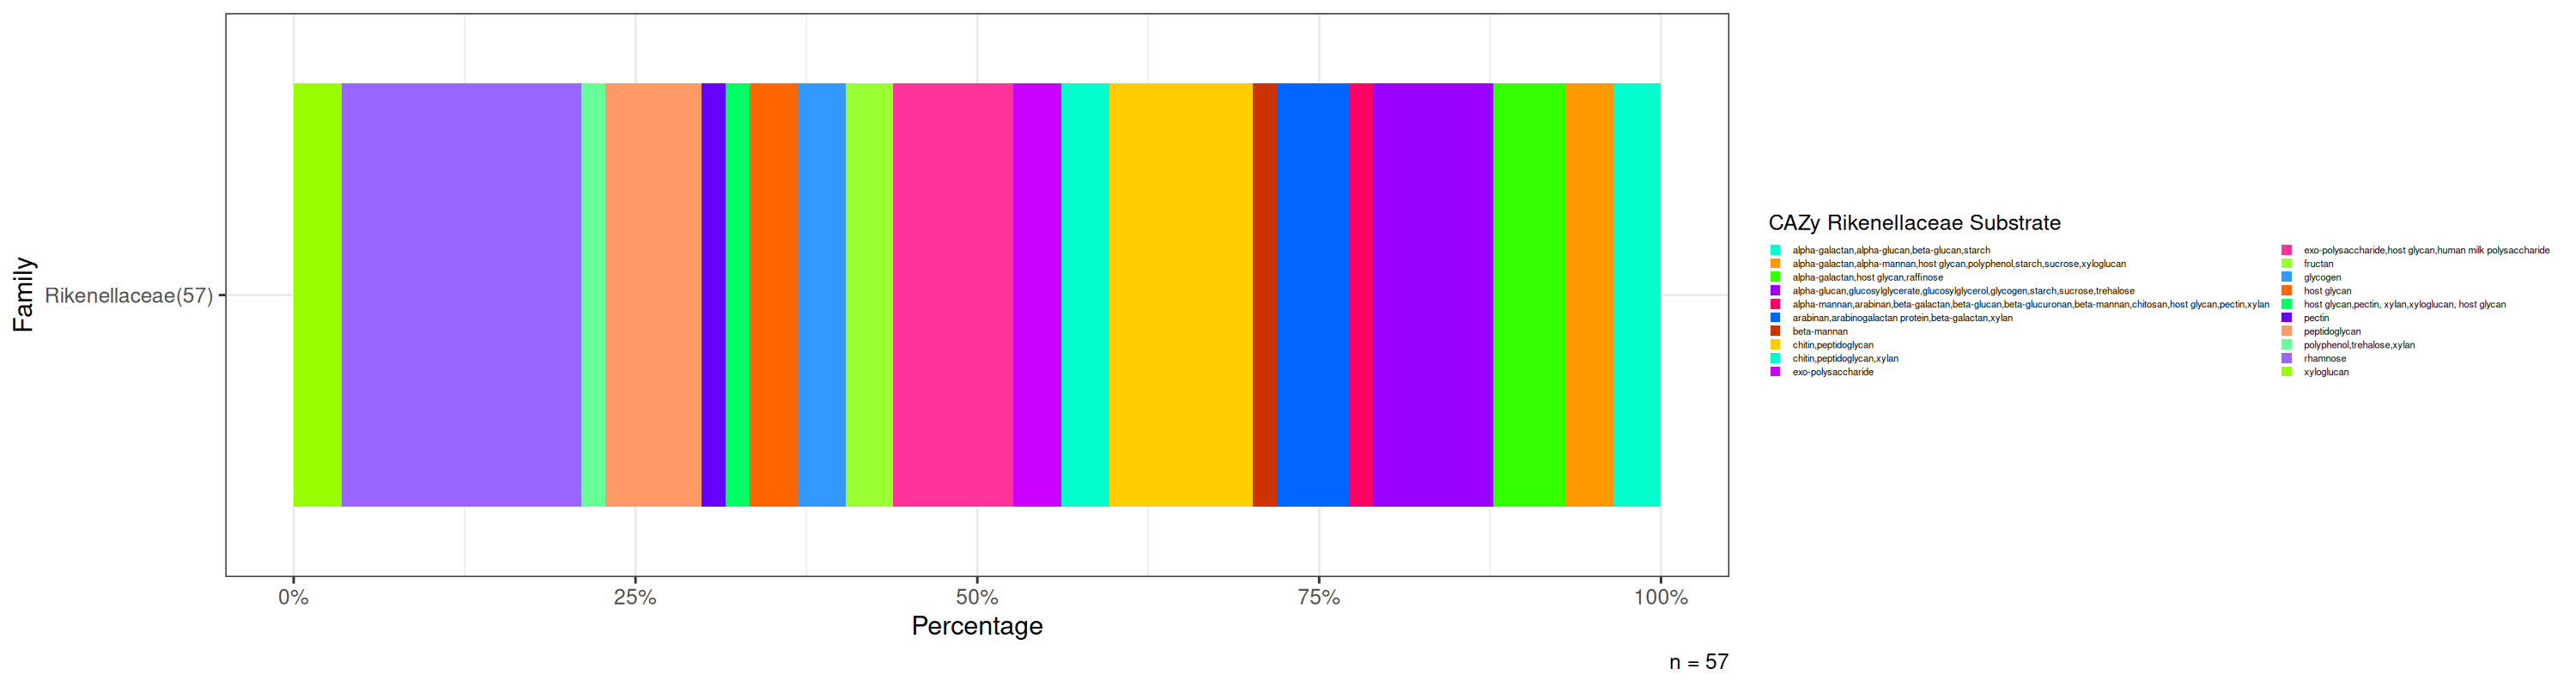 Family
Rikenellaceae(57)
0% 25% 50% 75% 100%
Percentage
n = 57
CAZy Rikenellaceae Substrate
alpha-galactan,alpha-glucan,beta-glucan,starch
alpha-galactan,alpha-mannan,host glycan,polyphenol,starch,sucrose,xyloglucan
alpha-galactan,host glycan,raffinose
alpha-glucan,glucosylglycerate,glucosylglycerol,glycogen,starch,sucrose,trehalose
alpha-mannan,arabinan,beta-galactan,beta-glucan,beta-glucuronan,beta-mannan,chitosan,host glycan,pectin,xylan
arabinan,arabinogalactan protein,beta-galactan,xylan
beta-mannan
chitin,peptidoglycan
chitin,peptidoglycan,xylan
exo-polysaccharide
exo-polysaccharide,host glycan,human milk polysaccharide
fructan
glycogen
host glycan
host glycan,pectin, xylan,xyloglucan, host glycan
pectin
peptidoglycan
polyphenol,trehalose,xylan
rhamnose
xyloglucan